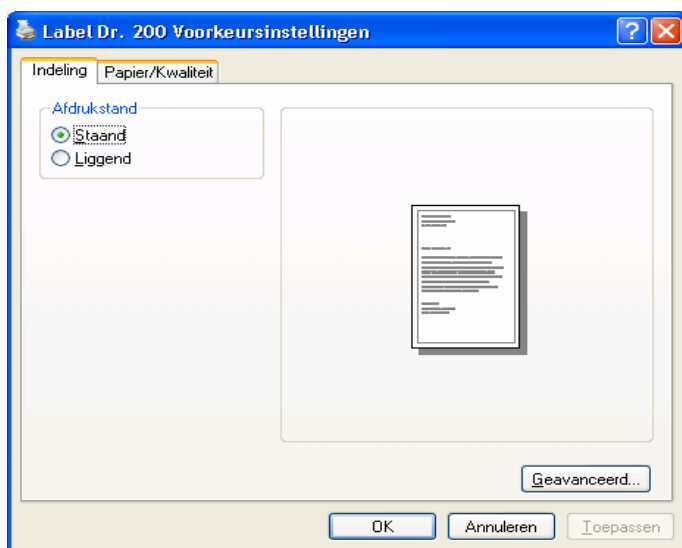 Label Dr. 200 Voorkeursinstellingen
Indeling
Papier/Kwaliteit
Afdrukstand
Staand
Liggend
Geavanceerd...
OK
Annuleren
Toepassen